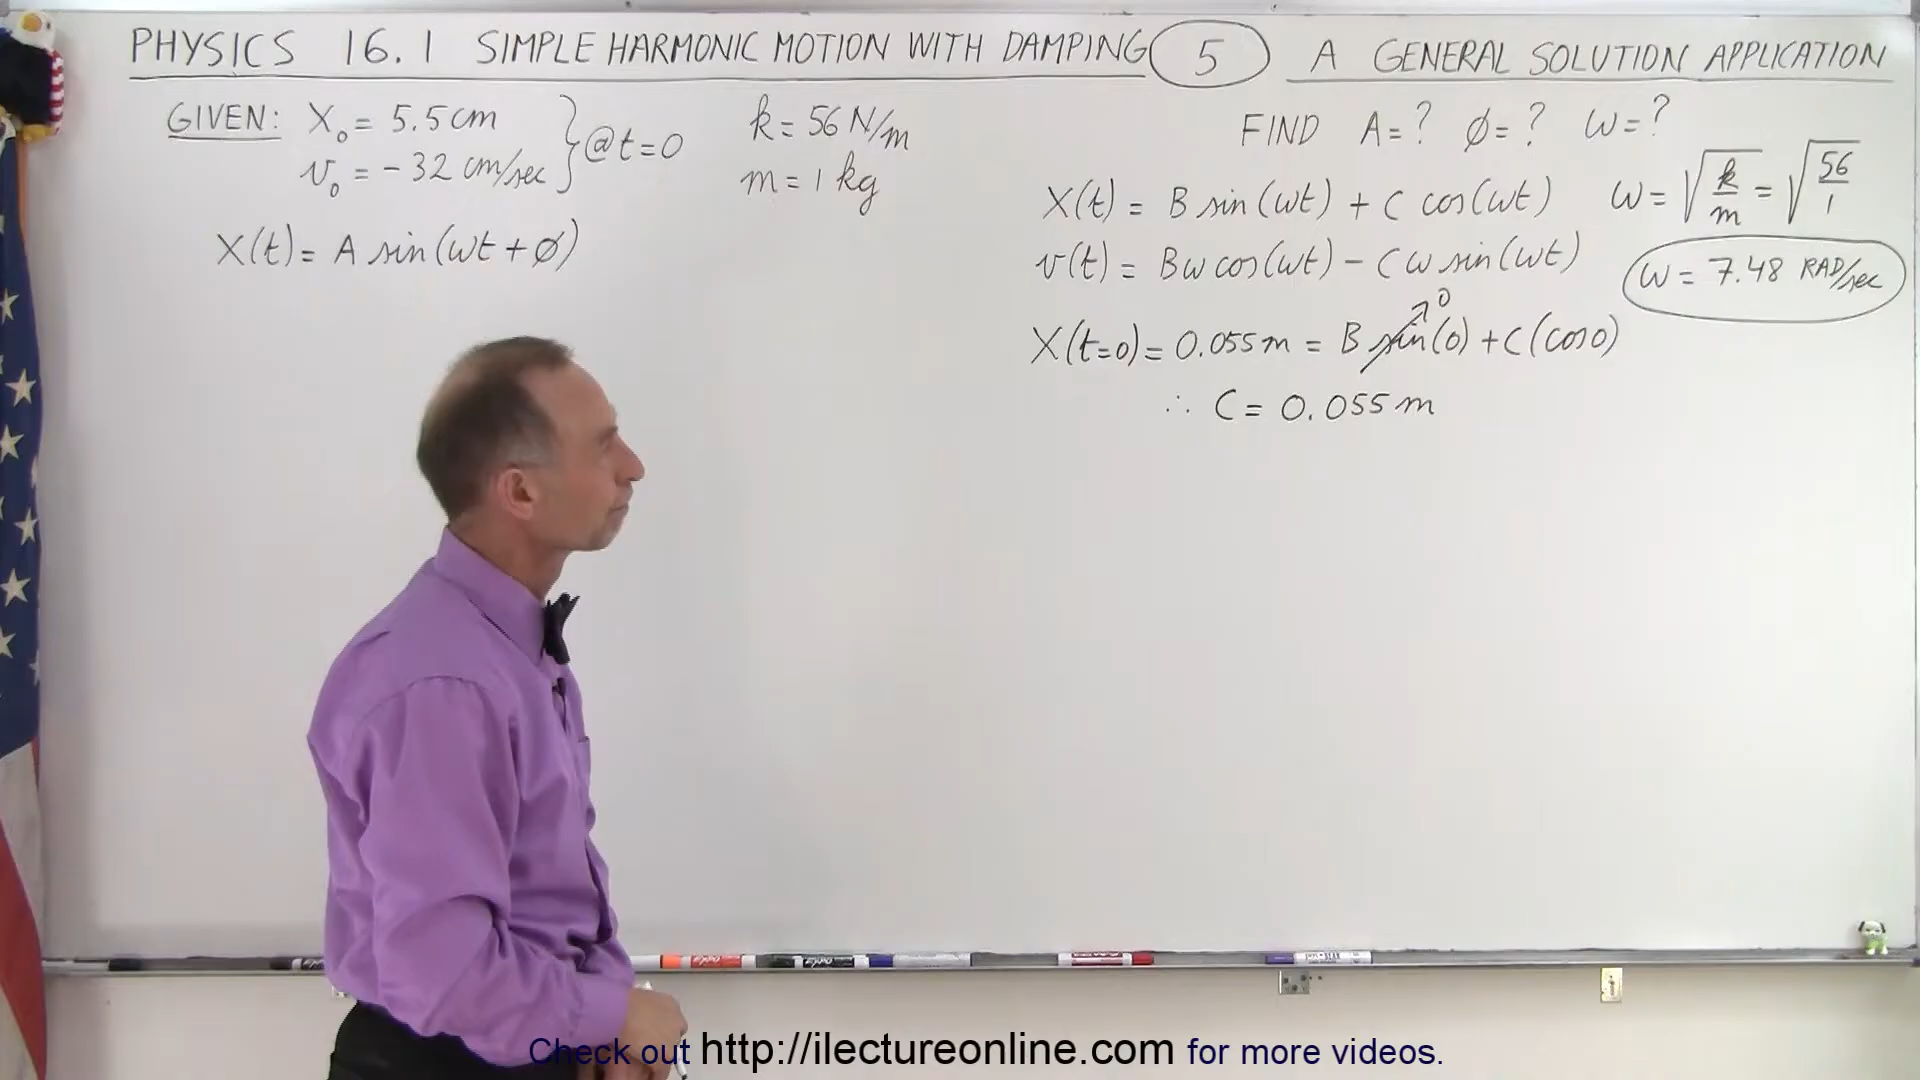 PHYSICS 16.1 SIMPLE HARMONIC MOTION WITH DAMPING 5 A GENERAL SOLUTION APPLICATION
GIVEN: X₀ = 5.5 cm
v₀ = -32 cm/sec } @ t=0
k = 56 N/m
m = 1 kg
X(t) = A sin(ωt + ø)
FIND A=? ø=? ω=?
X(t) = B sin(ωt) + C cos(ωt)
ω = √(k/m) = √(56/1)
v(t) = Bω cos(ωt) - Cω sin(ωt)
ω = 7.48 RAD/sec
0
X(t=0) = 0.055 m = B sin(0) + C(cos 0)
∴ C = 0.055 m
Check out http://ilectureonline.com for more videos.